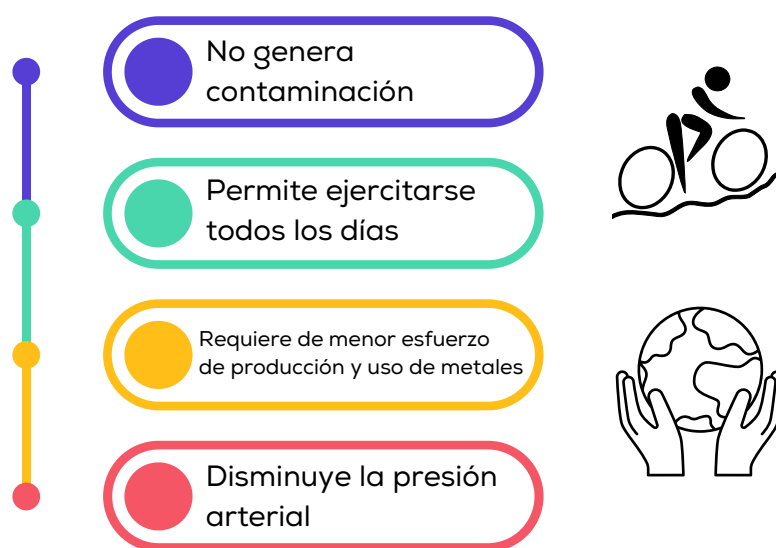 No genera
contaminación
Permite ejercitarse
todos los días
Requiere de menor esfuerzo
de producción y uso de metales
Disminuye la presión
arterial